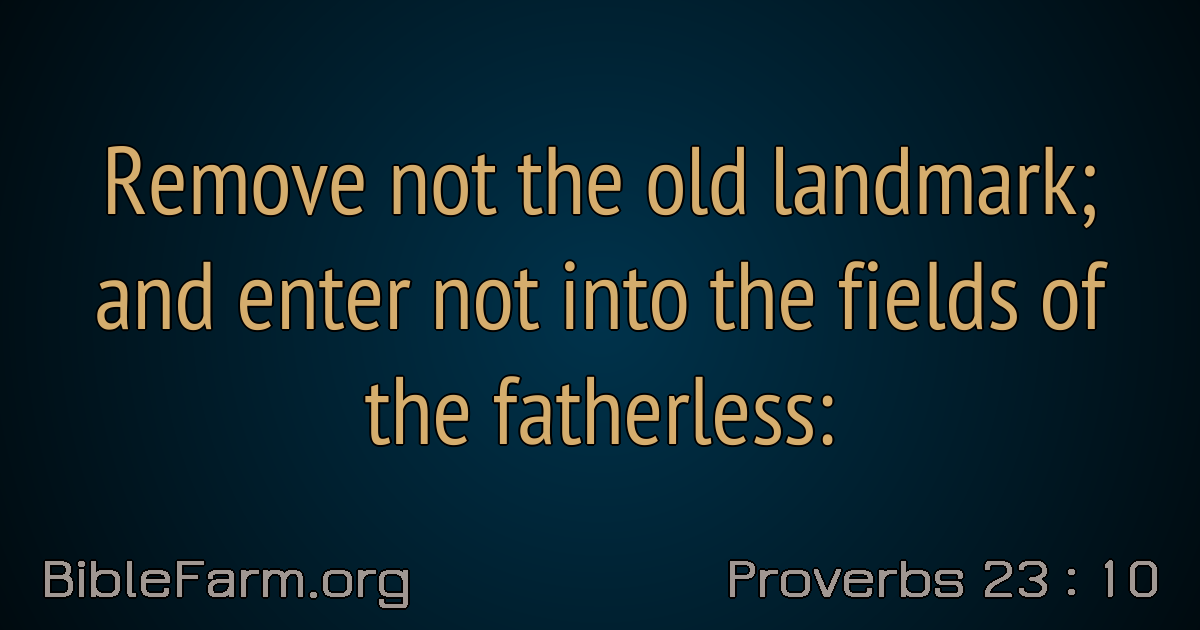 Remove not the old landmark;
and enter not into the fields of
the fatherless:
BibleFarm.org
Proverbs 23 : 10